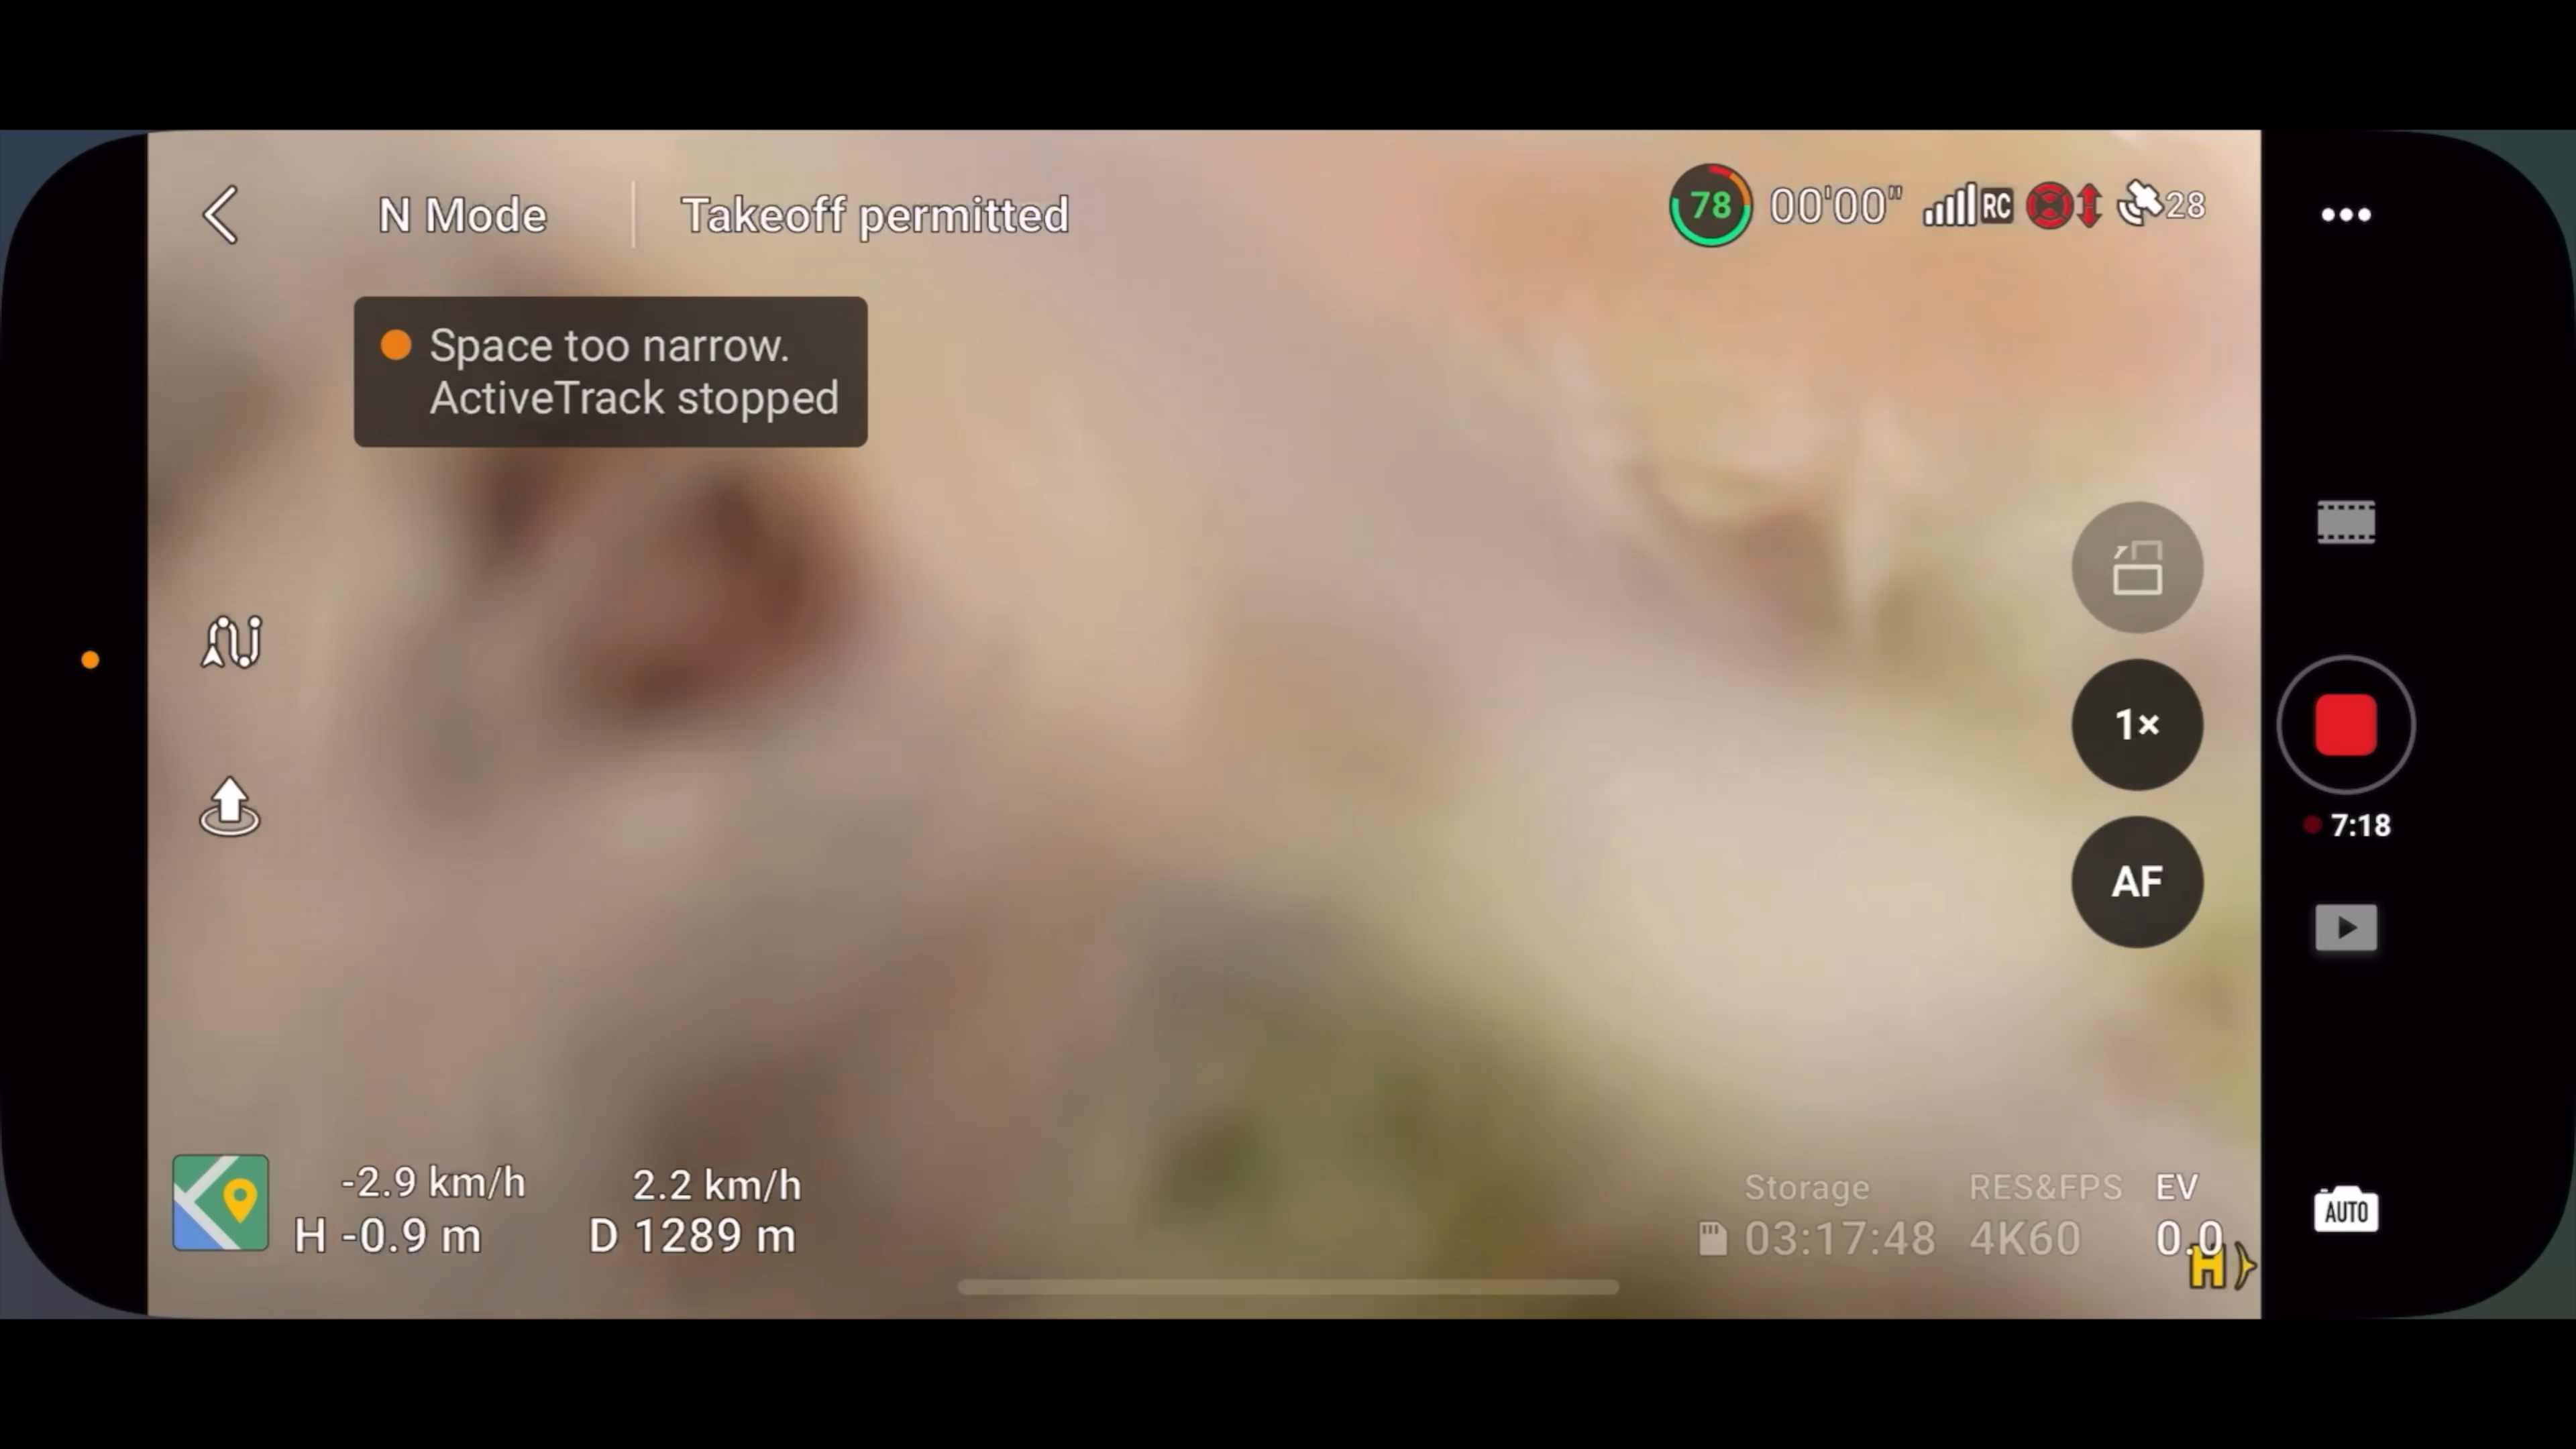 N Mode
Takeoff permitted
78
00'00"
RC
28
Space too narrow.
ActiveTrack stopped
1×
AF
7:18
-2.9 km/h
2.2 km/h
H -0.9 m
D 1289 m
Storage
RES&FPS
EV
03:17:48
4K60
0.0
H
AUTO